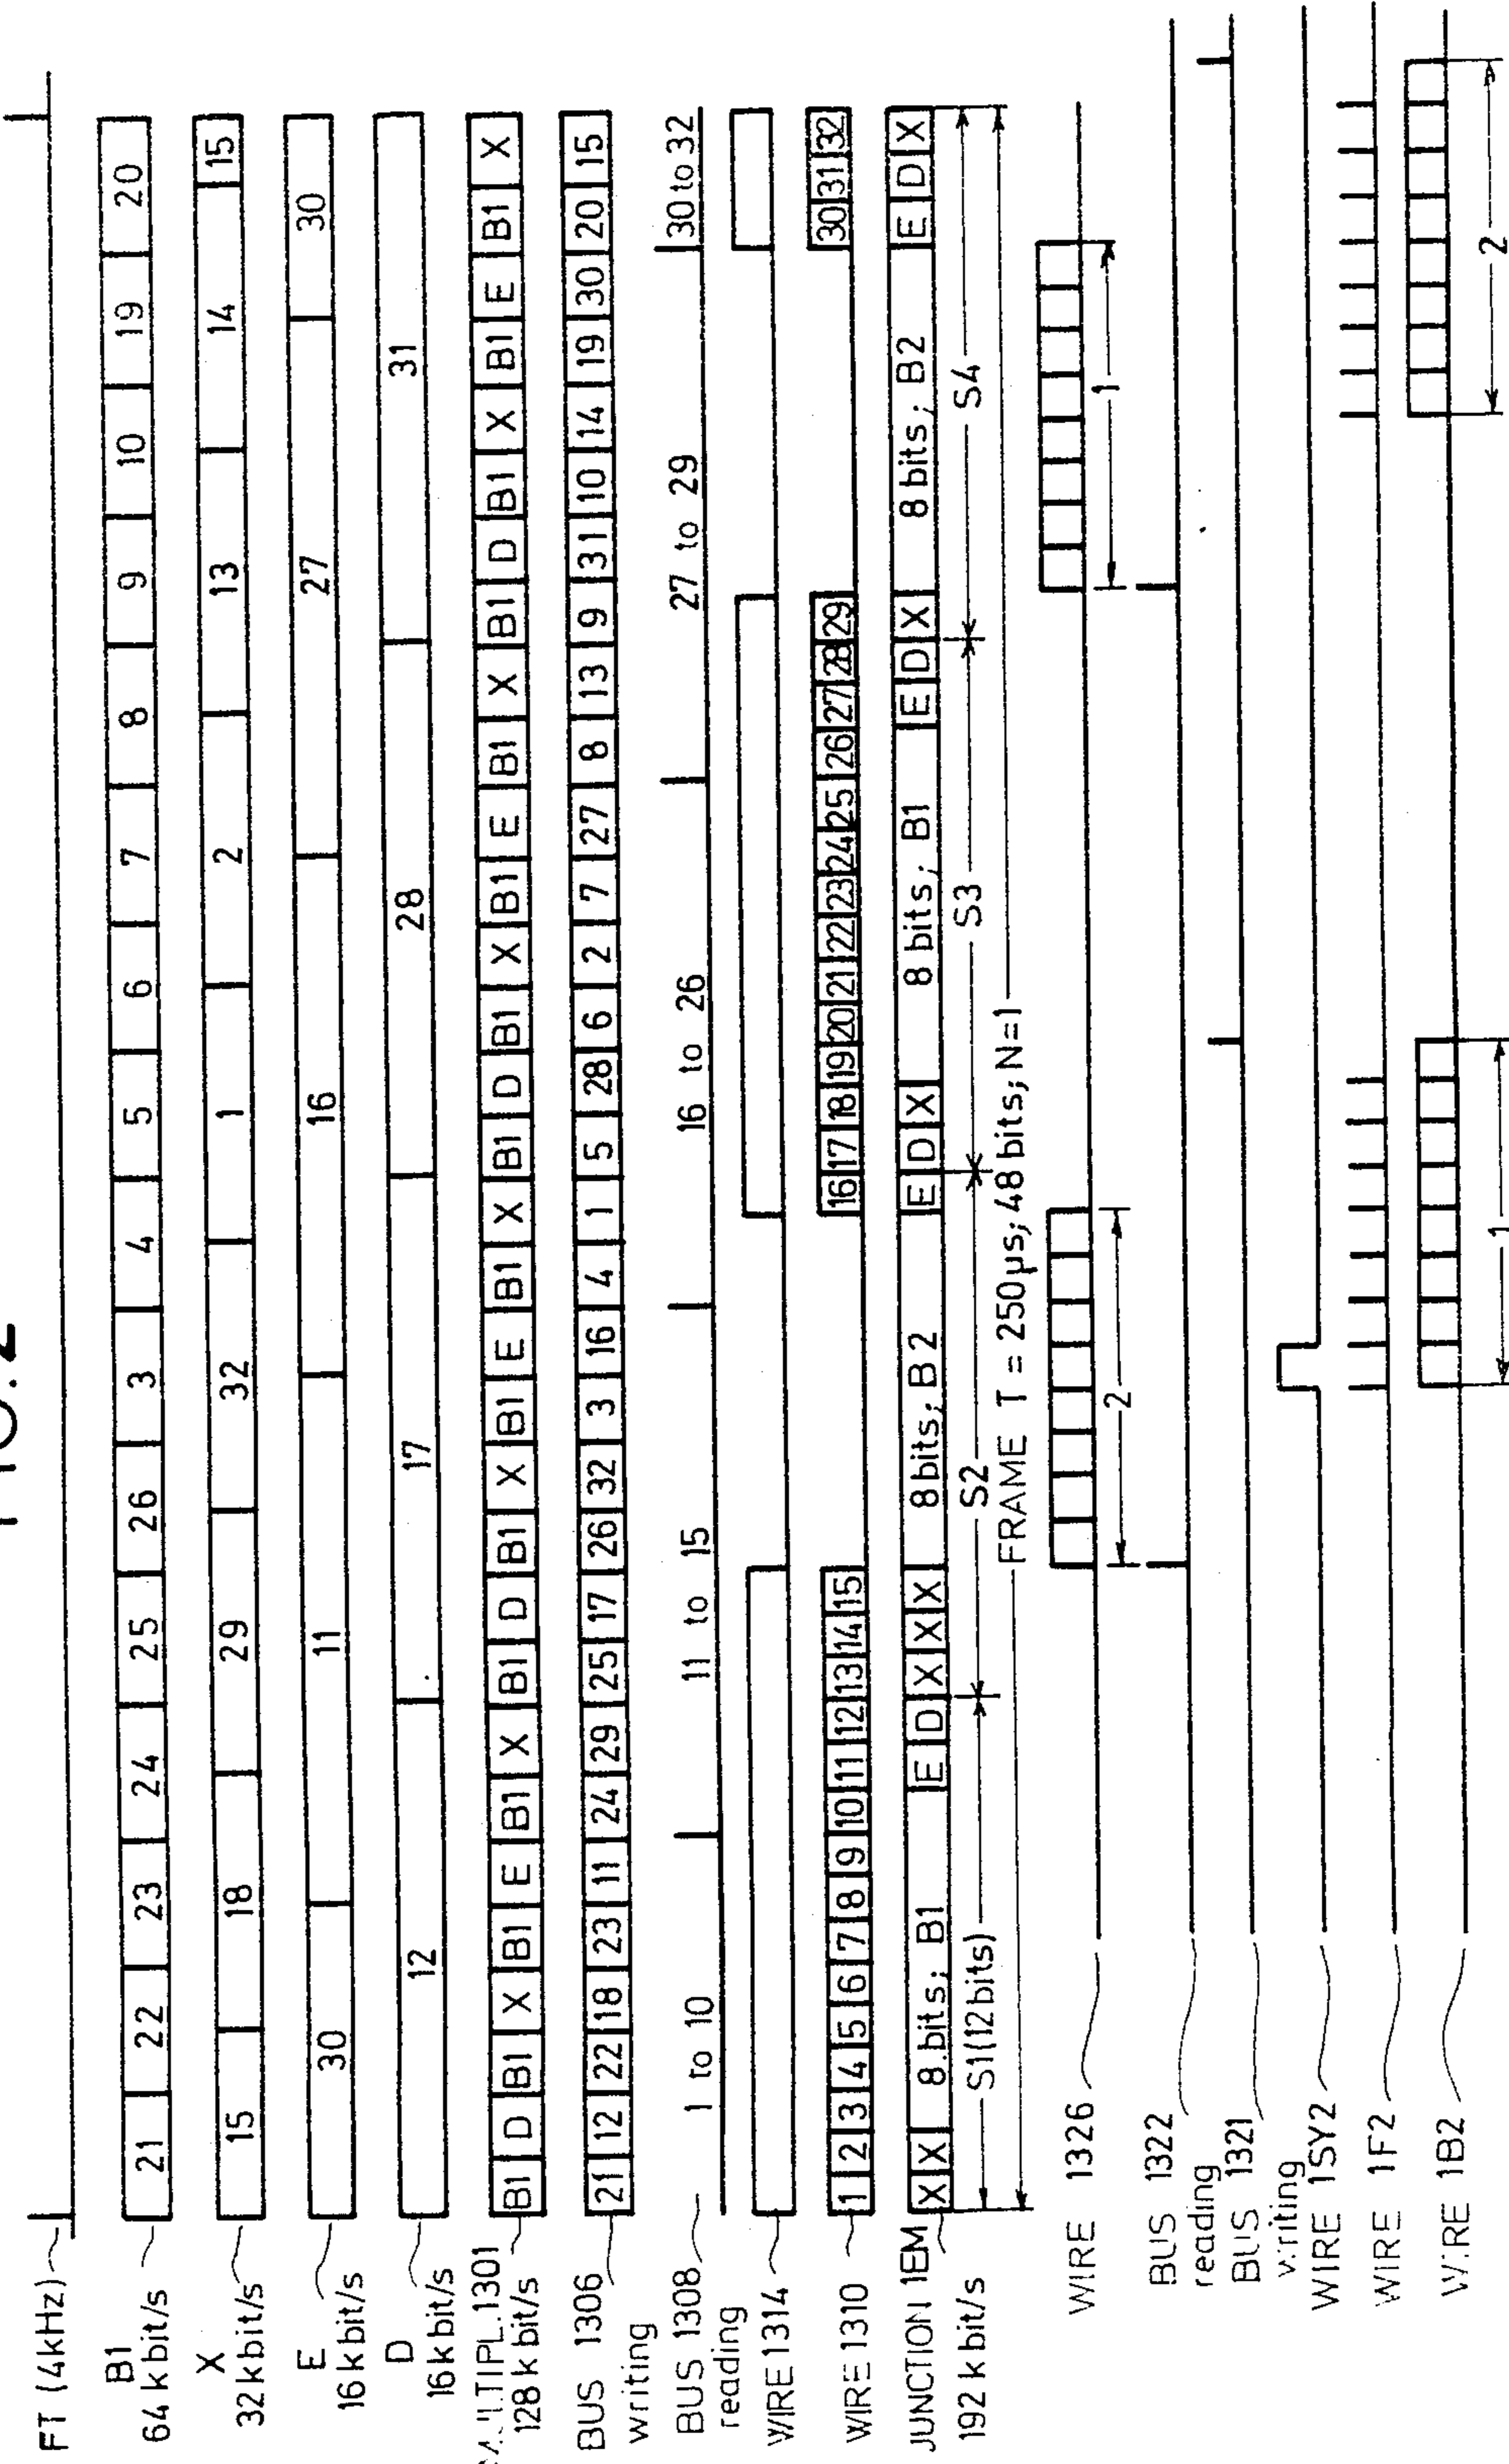 FIG. 2
FT (4kHz)
B1
64 kbit/s
21 22 23 24 25 26 3 4 5 6 7 8 9 10 19 20
X
32 kbit/s
15 18 29 32 1 2 13 14 15
E
16 kbit/s
30 11 16 27 30
D
16 kbit/s
12 17 28 31
MULTIPL.1301
128 kbit/s
B1 D B1 X B1 E B1 X B1 D B1 X B1 E B1 X B1 D B1 X B1 E B1 X B1 D B1 X B1 E B1 X
BUS 1306
writing
21 12 22 18 23 11 24 29 25 17 26 32 3 16 4 1 5 28 6 2 7 27 8 13 9 31 10 14 19 30 20 15
BUS 1308
reading
1 to 10 11 to 15 16 to 26 27 to 29 30 to 32
WIRE 1314
WIRE 1310
1 2 3 4 5 6 7 8 9 10 11 12 13 14 15 16 17 18 19 20 21 22 23 24 25 26 27 28 29 30 31 32
JUNCTION 1EM
192 kbit/s
X X 8 bits; B1 E D X X X 8 bits; B2 E D X 8 bits; B1 E D X 8 bits; B2 E D X
S1(12bits) S2 S3 S4
FRAME T = 250µs; 48 bits; N=1
WIRE 1326
2 1
BUS 1322
reading
BUS 1321
writing
WIRE 1SY2
WIRE 1F2
WIRE 1B2
1 2